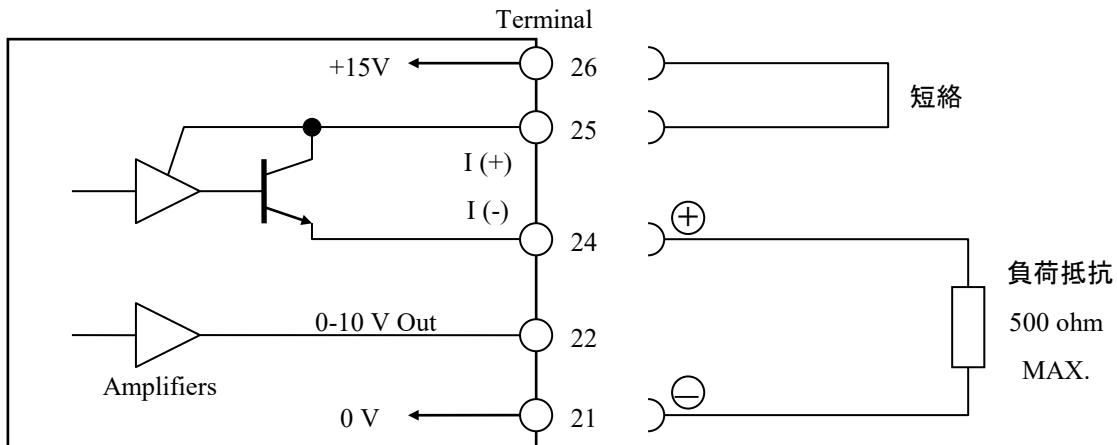 Terminal
+15V
26
短絡
25
I (+)
I (-)
24
負荷抵抗
500 ohm
MAX.
0-10 V Out
22
Amplifiers
0 V
21